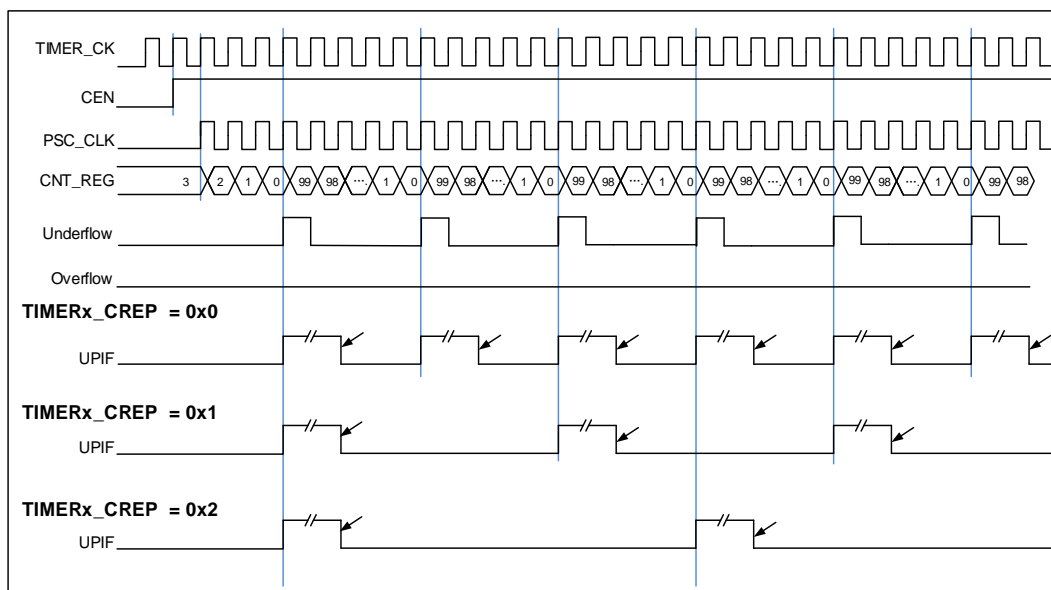 TIMER_CK
CEN
PSC_CLK
CNT_REG 3 2 1 0 99 98 .... 1 0 99 98 .... 1 0 99 98 .... 1 0 99 98 .... 1 0 99 98 .... 1 0 99 98
Underflow
Overflow
TIMERx_CREP = 0x0
UPIF
TIMERx_CREP = 0x1
UPIF
TIMERx_CREP = 0x2
UPIF